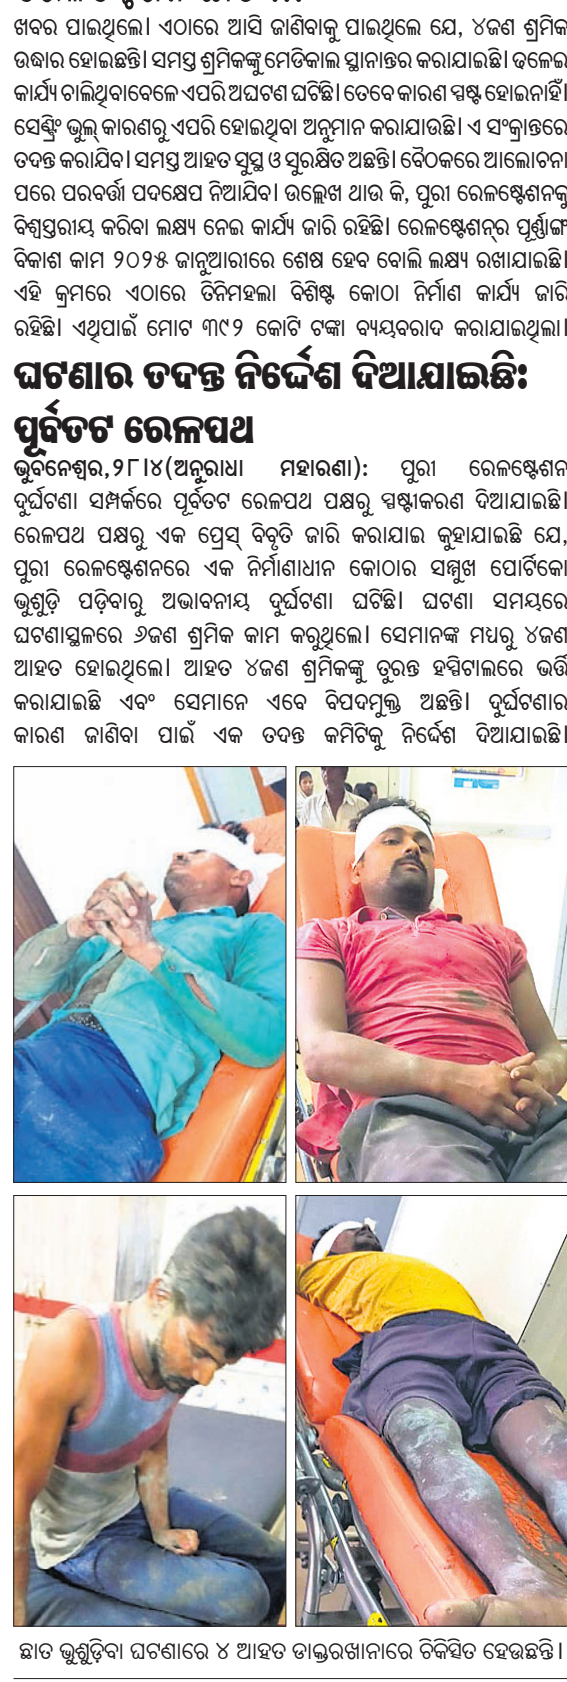 ଖବର ପାଇଥିଲେ। ଏଠାରେ ଆସି ଜାଣିବାକୁ ପାଇଥିଲେ ଯେ, ୪ଜଣ ଶ୍ରମିକ
ଉଦ୍ଧାର ହୋଇଛନ୍ତି। ସମସ୍ତ ଶ୍ରମିକଙ୍କୁ ମେଡିକାଲ ସ୍ଥାନାନ୍ତର କରାଯାଇଛି। ଢଳେଇ
କାର୍ଯ୍ୟ ଚାଲିଥିବାବେଳେ ଏପରି ଅଘଟଣ ଘଟିଛି। ତେବେ କାରଣ ସ୍ପଷ୍ଟ ହୋଇନାହିଁ।
ସେଣ୍ଟ୍ରିଂ ଭୁଲ୍ କାରଣରୁ ଏପରି ହୋଇଥିବା ଅନୁମାନ କରାଯାଉଛି। ଏ ସଂକ୍ରାନ୍ତରେ
ତଦନ୍ତ କରାଯିବ। ସମସ୍ତ ଆହତ ସୁସ୍ଥ ଓ ସୁରକ୍ଷିତ ଅଛନ୍ତି। ବୈଠକରେ ଆଲୋଚନା
ପରେ ପରବର୍ତ୍ତୀ ପଦକ୍ଷେପ ନିଆଯିବ। ଉଲ୍ଲେଖ ଥାଉ କି, ପୁରୀ ରେଳଷ୍ଟେଶନକୁ
ବିଶ୍ୱସ୍ତରୀୟ କରିବା ଲକ୍ଷ୍ୟ ନେଇ କାର୍ଯ୍ୟ ଜାରି ରହିଛି। ରେଳଷ୍ଟେଶନ୍‌ର ପୂର୍ଣ୍ଣାଙ୍ଗ
ବିକାଶ କାମ ୨୦୨୫ ଜାନୁଆରୀରେ ଶେଷ ହେବ ବୋଲି ଲକ୍ଷ୍ୟ ରଖାଯାଇଛି।
ଏହି କ୍ରମରେ ଏଠାରେ ତିନିମହଲା ବିଶିଷ୍ଟ କୋଠା ନିର୍ମାଣ କାର୍ଯ୍ୟ ଜାରି
ରହିଛି। ଏଥିପାଇଁ ମୋଟ ୩୯୨ କୋଟି ଟଙ୍କା ବ୍ୟୟବରାଦ କରାଯାଇଥିଲା।
ଘଟଣାର ତଦନ୍ତ ନିର୍ଦ୍ଦେଶ ଦିଆଯାଇଛି:
ପୂର୍ବତଟ ରେଳପଥ
ଭୁବନେଶ୍ୱର,୨୮।୪(ଅନୁରାଧା ମହାରଣା): ପୁରୀ ରେଳଷ୍ଟେଶନ
ଦୁର୍ଘଟଣା ସମ୍ପର୍କରେ ପୂର୍ବତଟ ରେଳପଥ ପକ୍ଷରୁ ସ୍ପଷ୍ଟୀକରଣ ଦିଆଯାଇଛି।
ରେଳପଥ ପକ୍ଷରୁ ଏକ ପ୍ରେସ୍ ବିବୃତି ଜାରି କରାଯାଇ କୁହାଯାଇଛି ଯେ,
ପୁରୀ ରେଳଷ୍ଟେଶନରେ ଏକ ନିର୍ମାଣାଧୀନ କୋଠାର ସମ୍ମୁଖ ପୋର୍ଟିକୋ
ଭୁଶୁଡ଼ି ପଡ଼ିବାରୁ ଅଭାବନୀୟ ଦୁର୍ଘଟଣା ଘଟିଛି। ଘଟଣା ସମୟରେ
ଘଟଣାସ୍ଥଳରେ ୬ଜଣ ଶ୍ରମିକ କାମ କରୁଥିଲେ। ସେମାନଙ୍କ ମଧ୍ୟରୁ ୪ଜଣ
ଆହତ ହୋଇଥିଲେ। ଆହତ ୪ଜଣ ଶ୍ରମିକଙ୍କୁ ତୁରନ୍ତ ହସ୍ପିଟାଲରେ ଭର୍ତ୍ତି
କରାଯାଇଛି ଏବଂ ସେମାନେ ଏବେ ବିପଦମୁକ୍ତ ଅଛନ୍ତି। ଦୁର୍ଘଟଣାର
କାରଣ ଜାଣିବା ପାଇଁ ଏକ ତଦନ୍ତ କମିଟିକୁ ନିର୍ଦ୍ଦେଶ ଦିଆଯାଇଛି।
ଛାତ ଭୁଶୁଡ଼ିବା ଘଟଣାରେ ୪ ଆହତ ଡାକ୍ତରଖାନାରେ ଚିକିତ୍ସିତ ହେଉଛନ୍ତି।